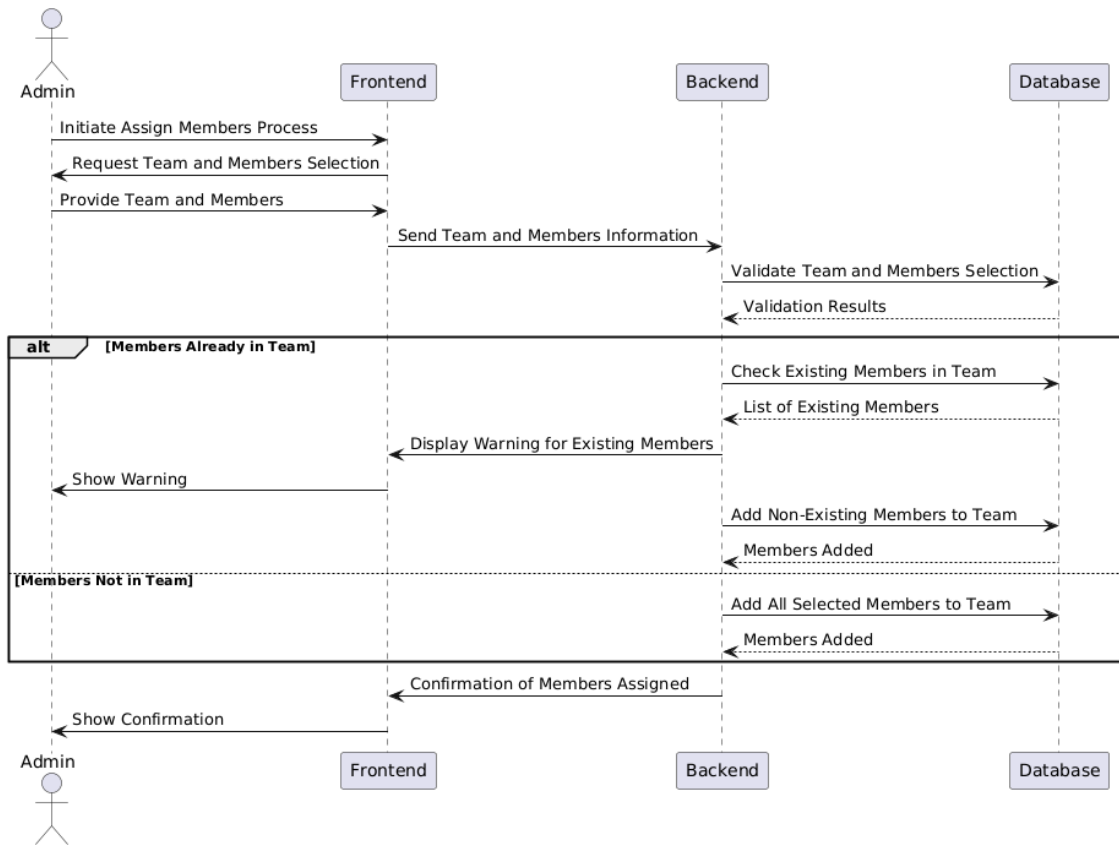 Admin
Frontend
Backend
Database
Initiate Assign Members Process
Request Team and Members Selection
Provide Team and Members
Send Team and Members Information
Validate Team and Members Selection
Validation Results
alt [Members Already in Team]
Check Existing Members in Team
List of Existing Members
Display Warning for Existing Members
Show Warning
Add Non-Existing Members to Team
Members Added
[Members Not in Team]
Add All Selected Members to Team
Members Added
Confirmation of Members Assigned
Show Confirmation
Admin
Frontend
Backend
Database